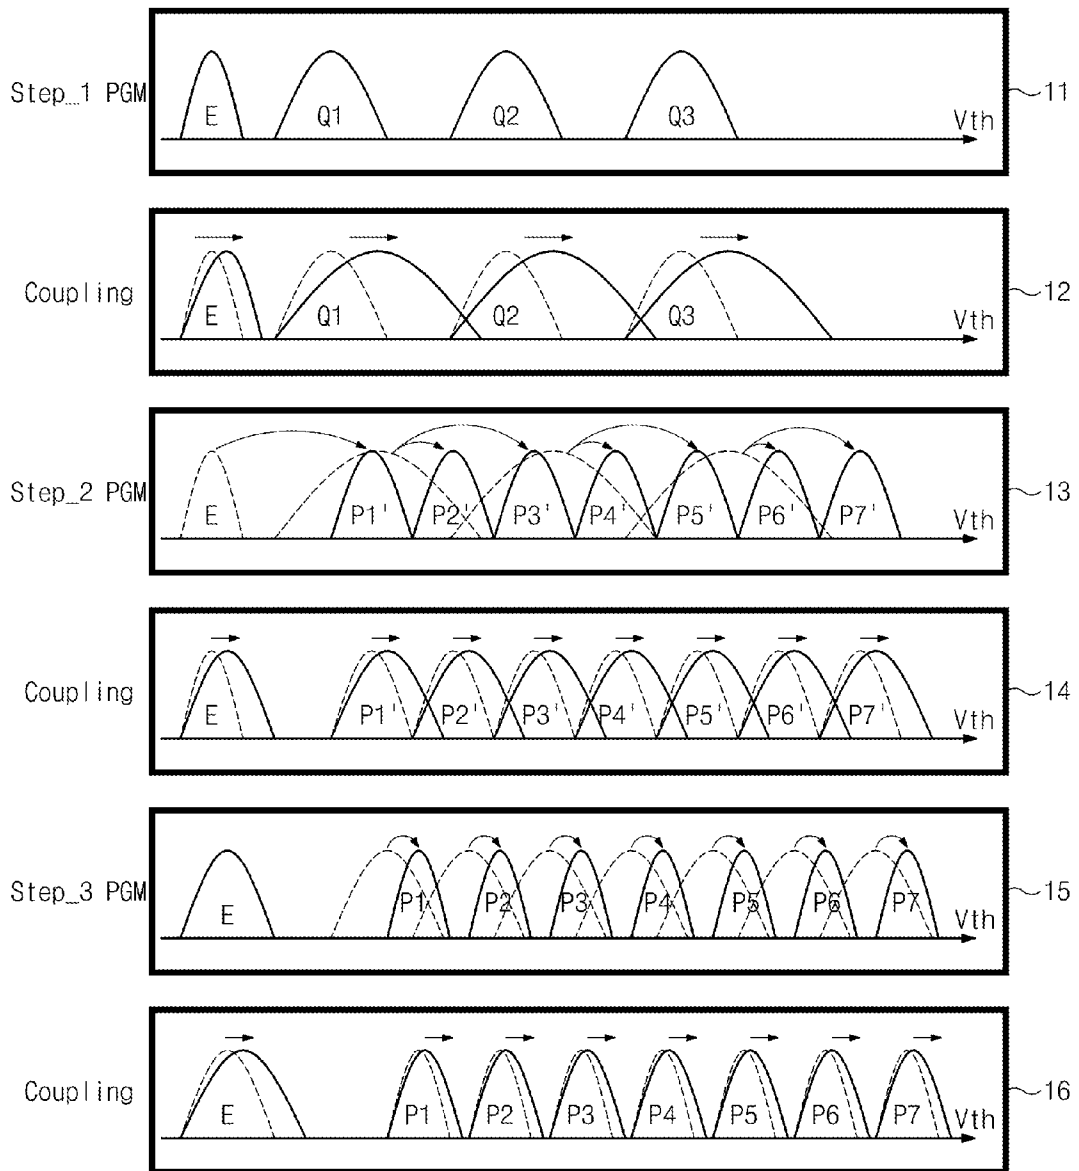 Step_1 PGM
E Q1 Q2 Q3 Vth
11
Coupling
E Q1 Q2 Q3 Vth
12
Step_2 PGM
E P1' P2' P3' P4' P5' P6' P7' Vth
13
Coupling
E P1' P2' P3' P4' P5' P6' P7' Vth
14
Step_3 PGM
E P1 P2 P3 P4 P5 P6 P7 Vth
15
Coupling
E P1 P2 P3 P4 P5 P6 P7 Vth
16